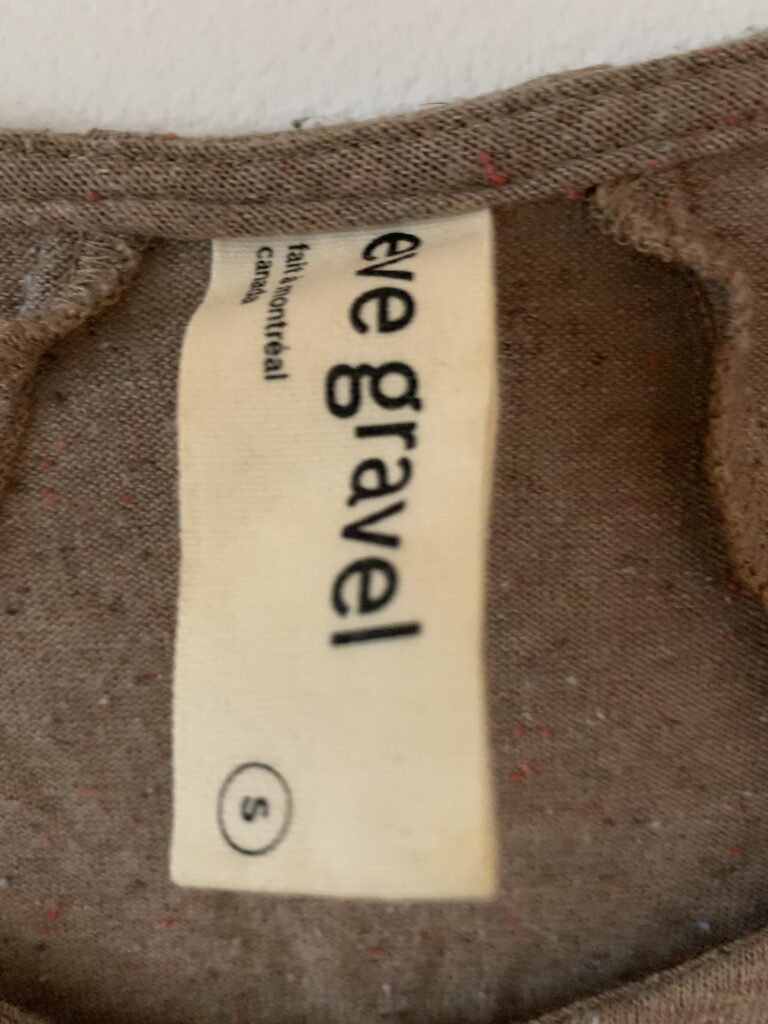 eve gravel
fait à montréal
canada
S